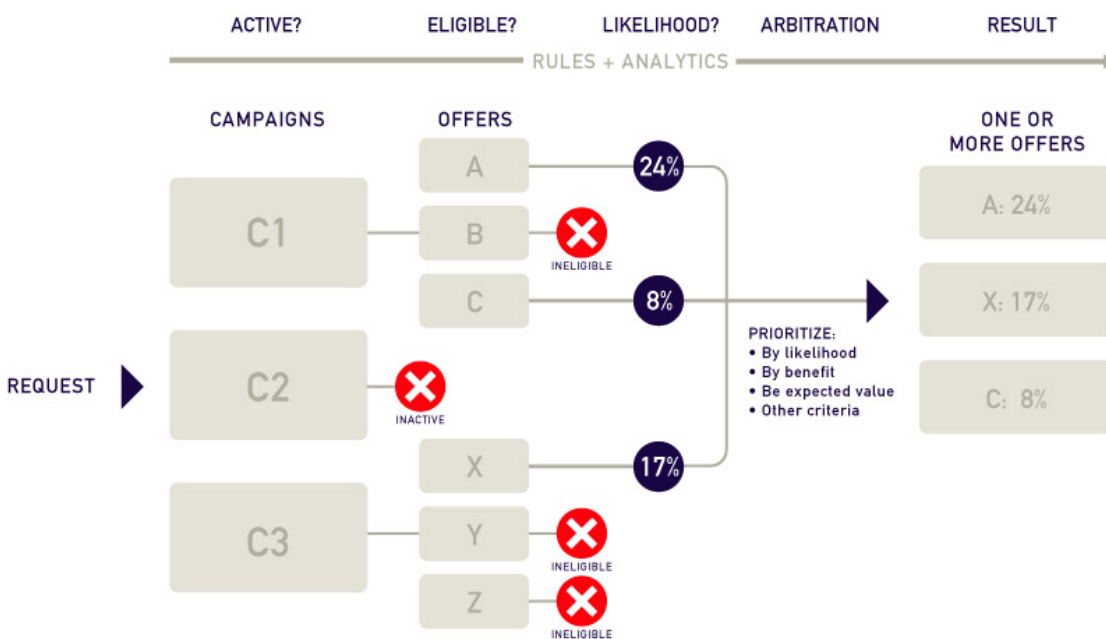 ACTIVE?
ELIGIBLE?
LIKELIHOOD?
ARBITRATION
RESULT
RULES + ANALYTICS
CAMPAIGNS
OFFERS
ONE OR
MORE OFFERS
A
24%
A: 24%
C1
B
INELIGIBLE
C
8%
X: 17%
PRIORITIZE:
• By likelihood
• By benefit
• Be expected value
• Other criteria
REQUEST
C2
INACTIVE
C: 8%
X
17%
C3
Y
INELIGIBLE
Z
INELIGIBLE